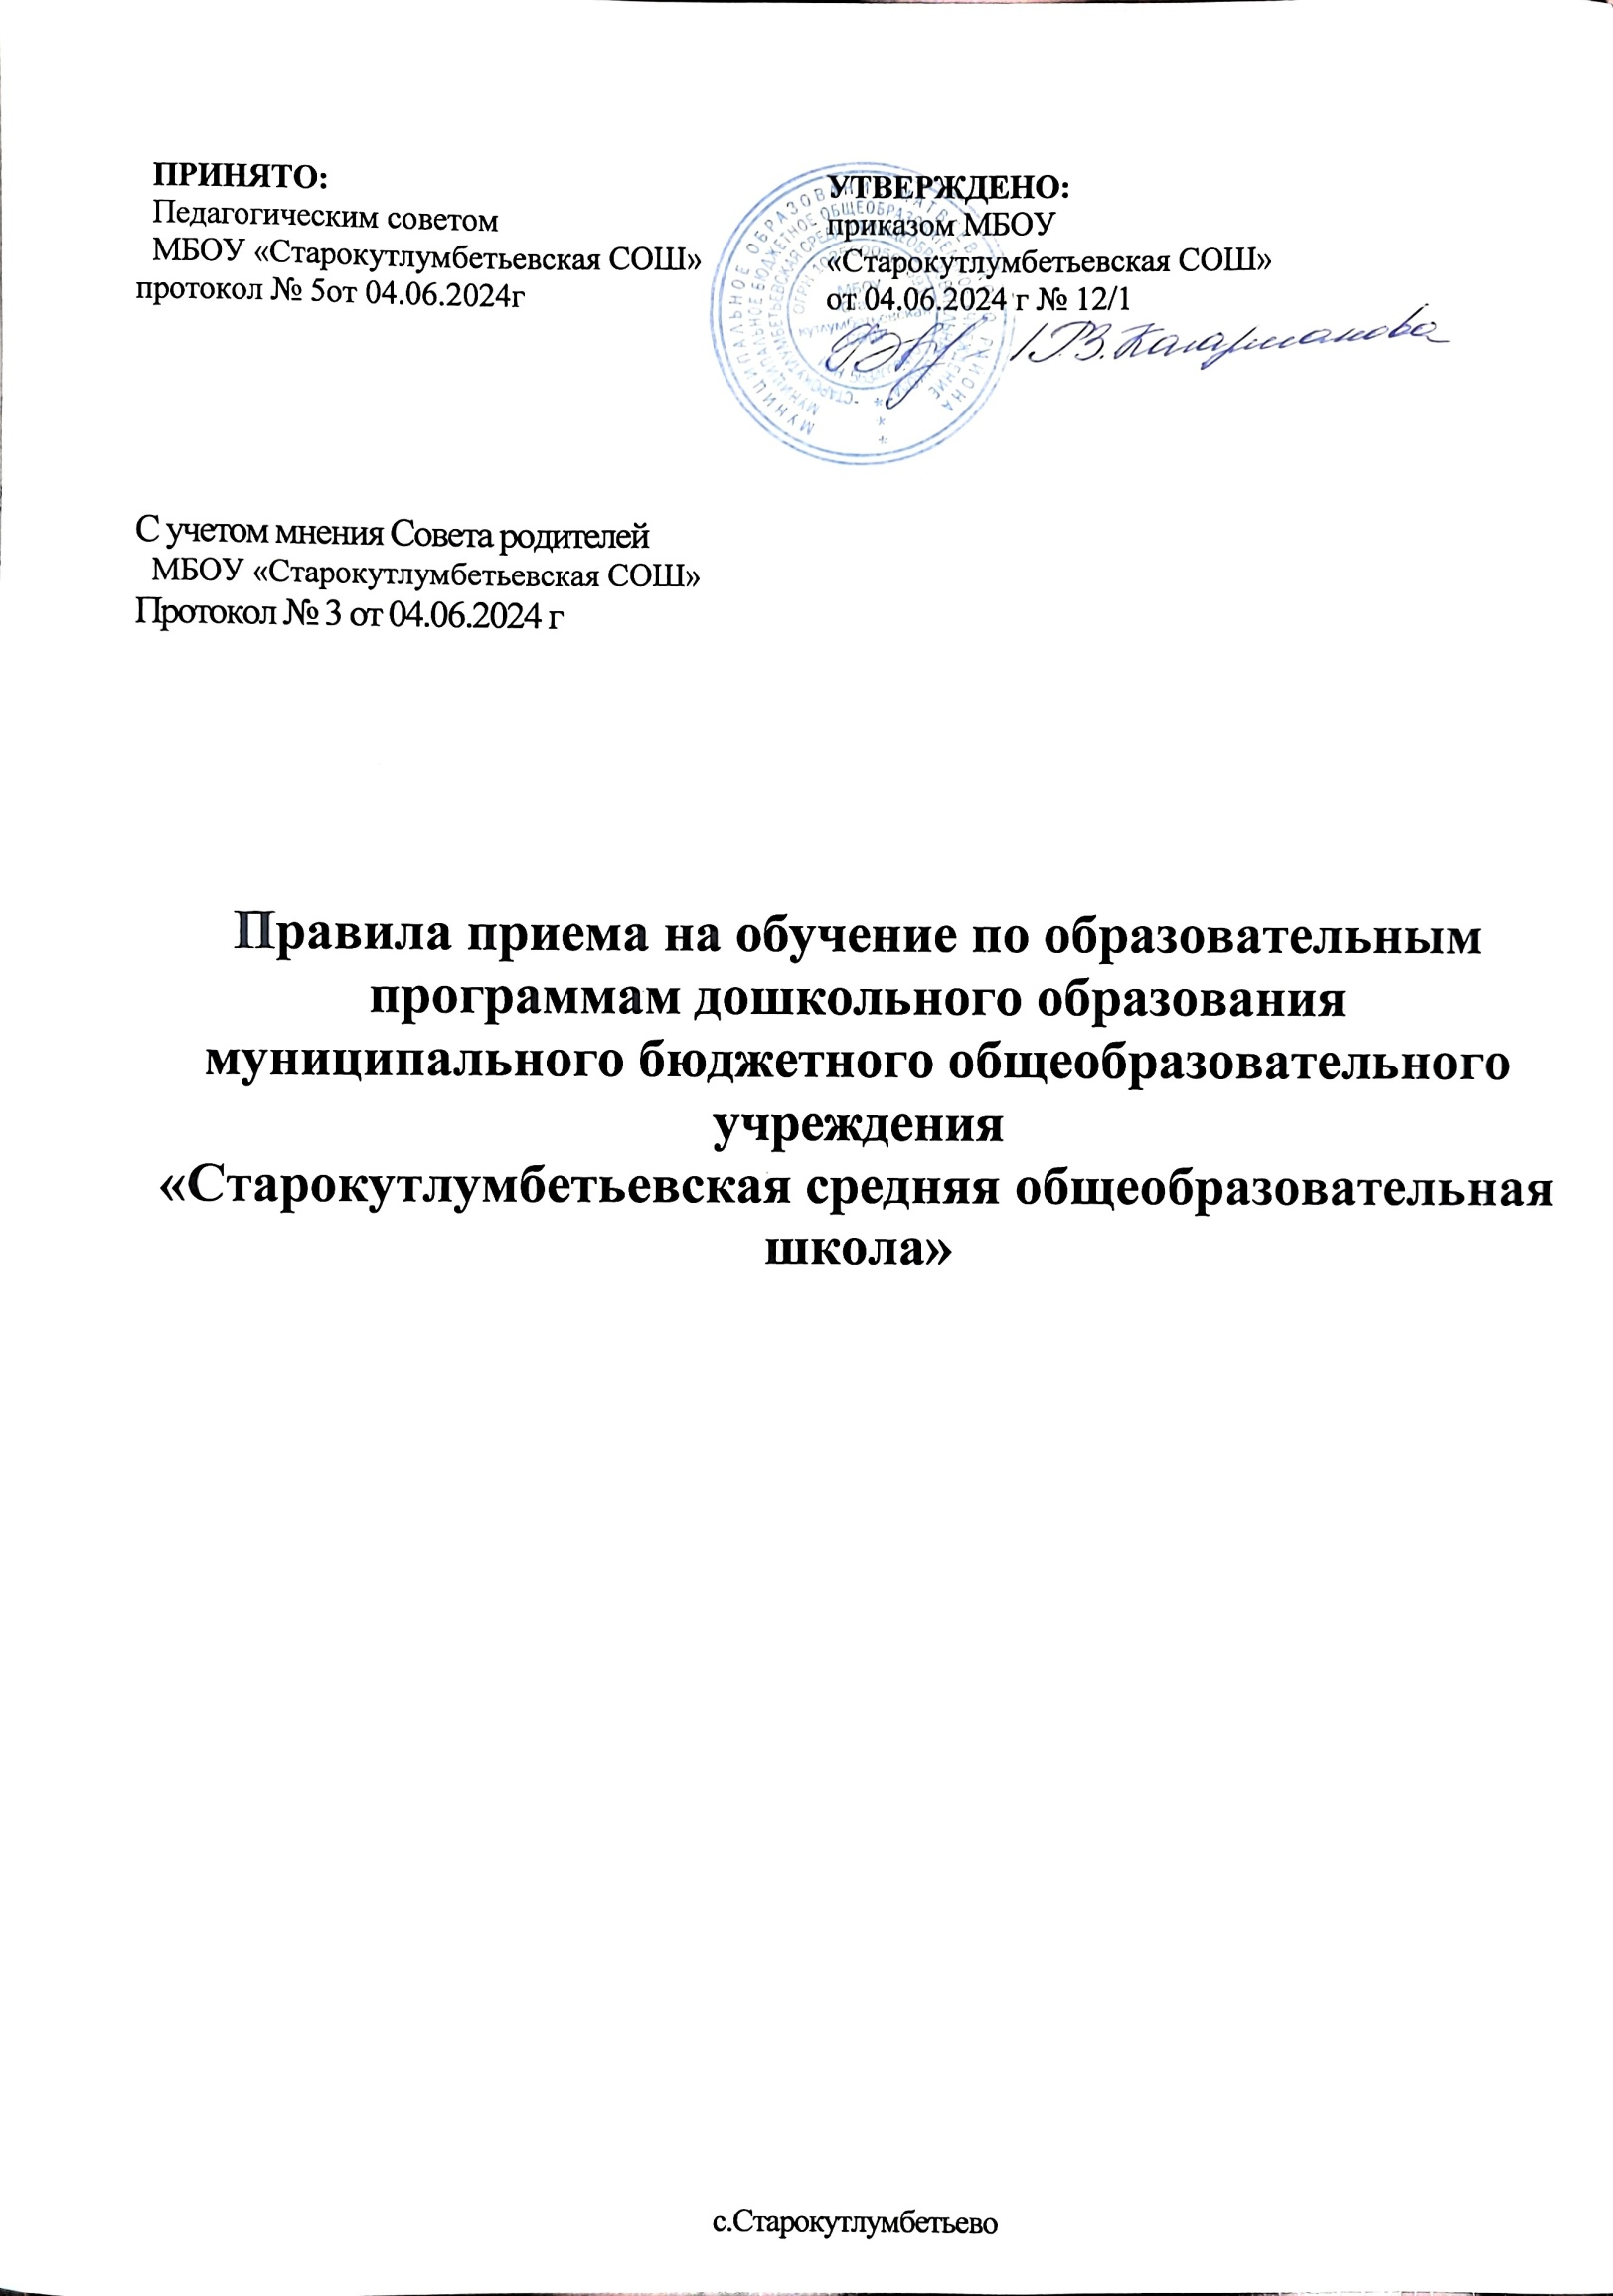 ПРИНЯТО:
Педагогическим советом
МБОУ «Старокутлумбетьевская СОШ»
протокол № 5от 04.06.2024г
УТВЕРЖДЕНО:
приказом МБОУ
«Старокутлумбетьевская СОШ»
от 04.06.2024 г № 12/1
С учетом мнения Совета родителей
МБОУ «Старокутлумбетьевская СОШ»
Протокол № 3 от 04.06.2024 г
Правила приема на обучение по образовательным
программам дошкольного образования
муниципального бюджетного общеобразовательного
учреждения
«Старокутлумбетьевская средняя общеобразовательная
школа»
с.Старокутлумбетьево